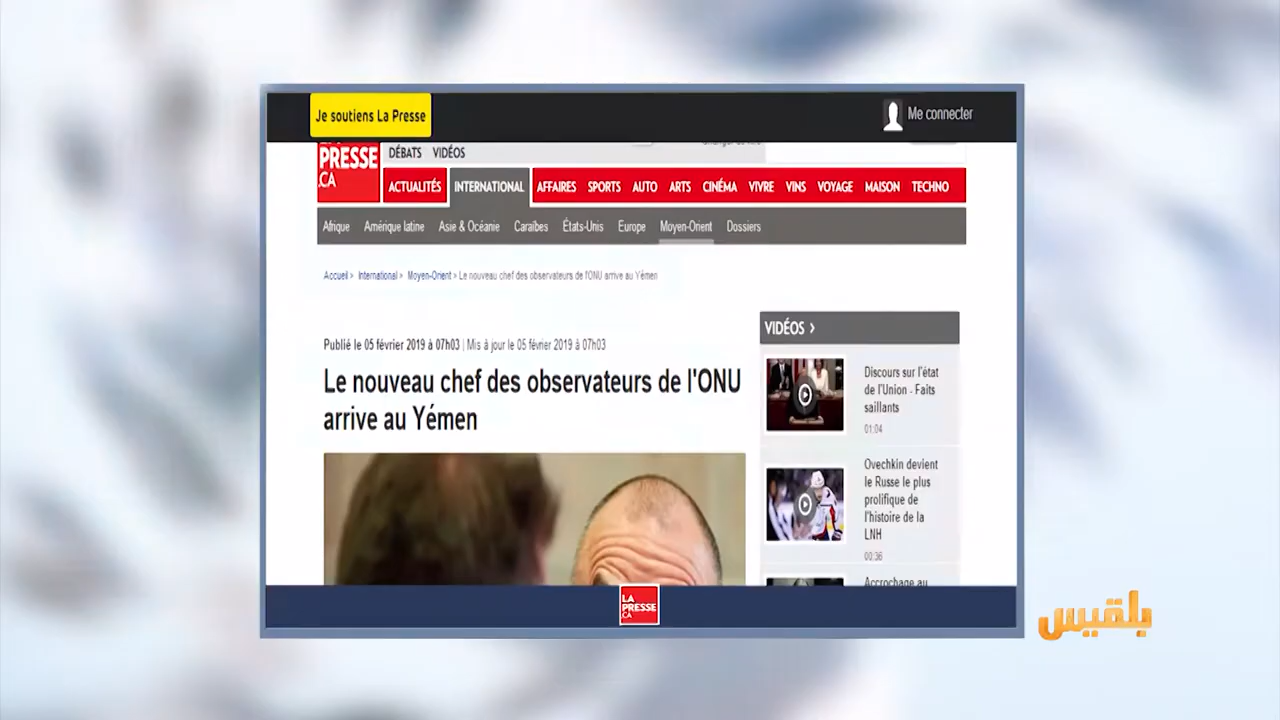 Je soutiens La Presse
Me connecter
PRESSE
.CA
DÉBATS VIDÉOS
ACTUALITÉS INTERNATIONAL AFFAIRES SPORTS AUTO ARTS CINÉMA VIVRE VINS VOYAGE MAISON TECHNO
Afrique Amérique latine Asie & Océanie Caraïbes États-Unis Europe Moyen-Orient Dossiers
Accueil > International > Moyen-Orient > Le nouveau chef des observateurs de l'ONU arrive au Yémen
Publié le 05 février 2019 à 07h03 | Mis à jour le 05 février 2019 à 07h03
Le nouveau chef des observateurs de l'ONU
arrive au Yémen
VIDÉOS >
Discours sur l'état
de l'Union - Faits
saillants
01:04
Ovechkin devient
le Russe le plus
prolifique de
l'histoire de la
LNH
00:36
Accrochage au
LA
PRESSE
.CA
بلقيس